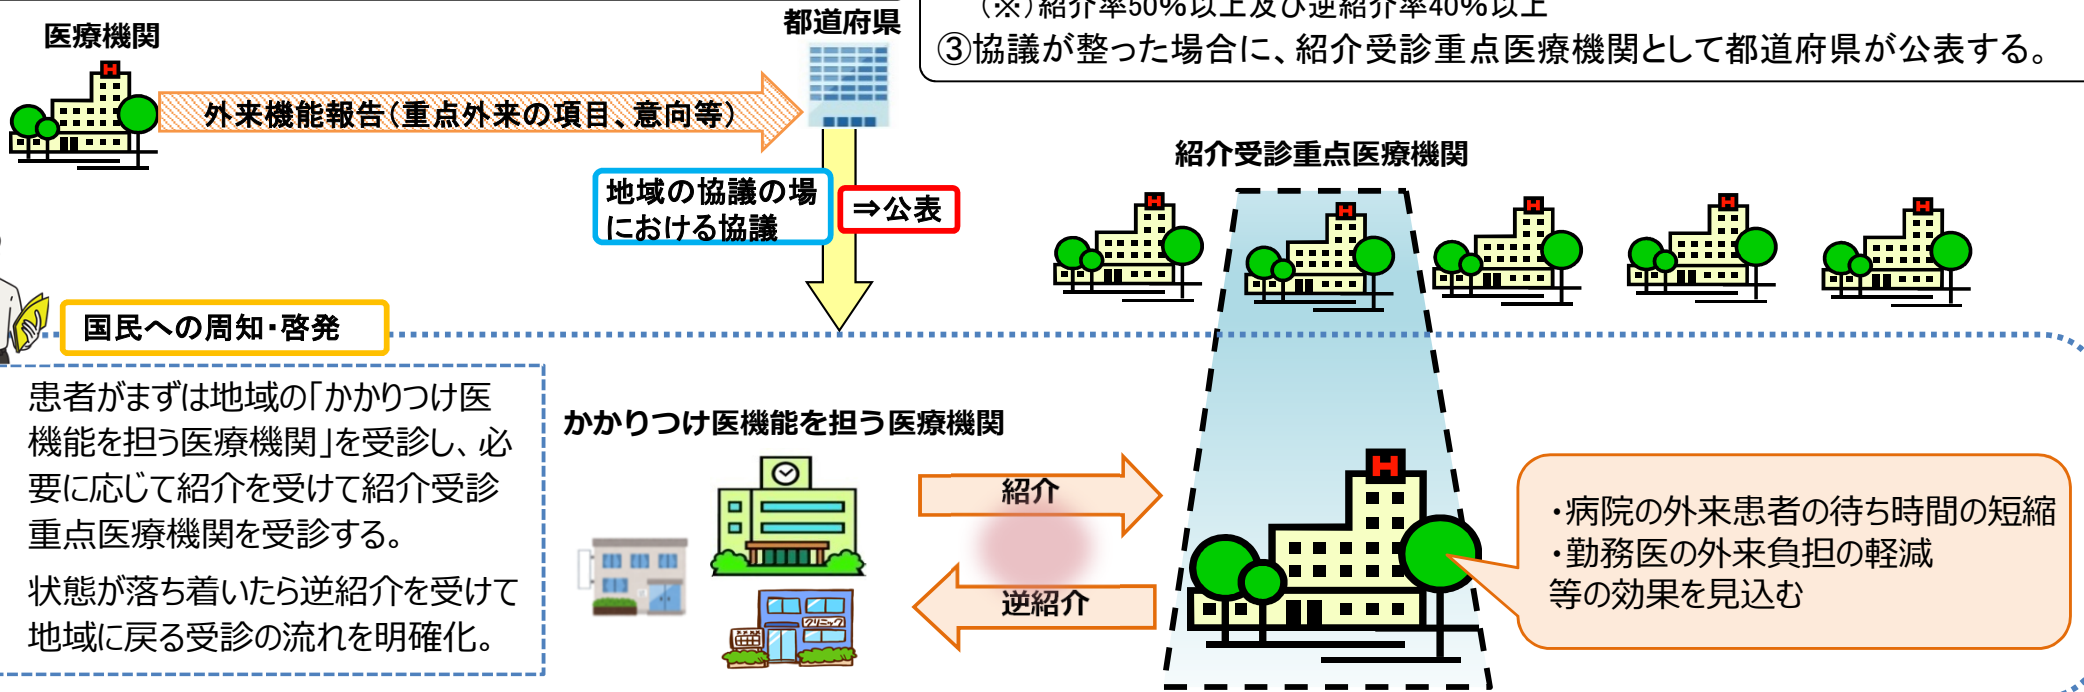 （※）紹介率50％以上及び逆紹介率40％以上
③協議が整った場合に、紹介受診重点医療機関として都道府県が公表する。
医療機関
都道府県
外来機能報告（重点外来の項目、意向等）
地域の協議の場
における協議
⇒公表
紹介受診重点医療機関
国民への周知・啓発
患者がまずは地域の「かかりつけ医
機能を担う医療機関」を受診し、必
要に応じて紹介を受けて紹介受診
重点医療機関を受診する。
状態が落ち着いたら逆紹介を受けて
地域に戻る受診の流れを明確化。
かかりつけ医機能を担う医療機関
クリニック
紹介
逆紹介
・病院の外来患者の待ち時間の短縮
・勤務医の外来負担の軽減
等の効果を見込む